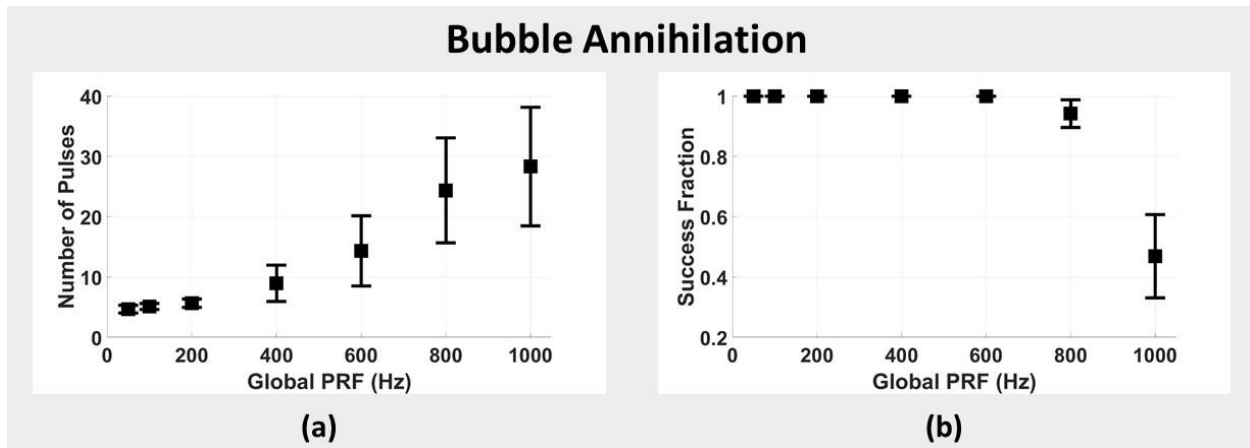 Bubble Annihilation
Number of Pulses
40
30
20
10
0
0 200 400 600 800 1000
Global PRF (Hz)
(a)
Success Fraction
1
0.8
0.6
0.4
0.2
0 200 400 600 800 1000
Global PRF (Hz)
(b)